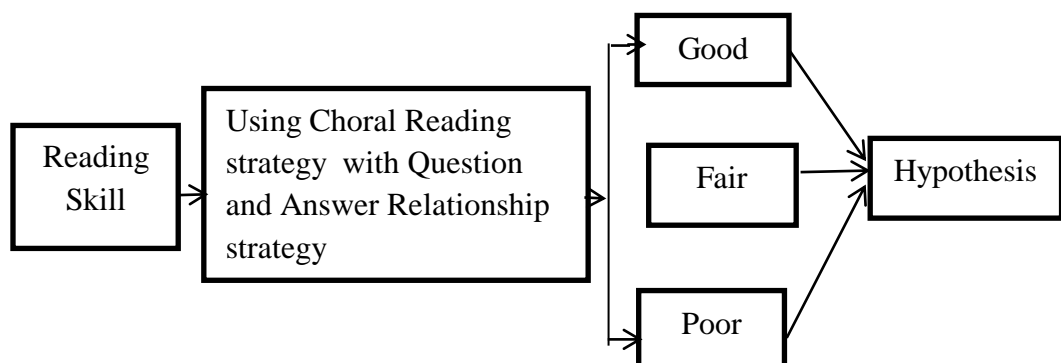 Reading
Skill
Using Choral Reading
strategy with Question
and Answer Relationship
strategy
Good
Fair
Poor
Hypothesis